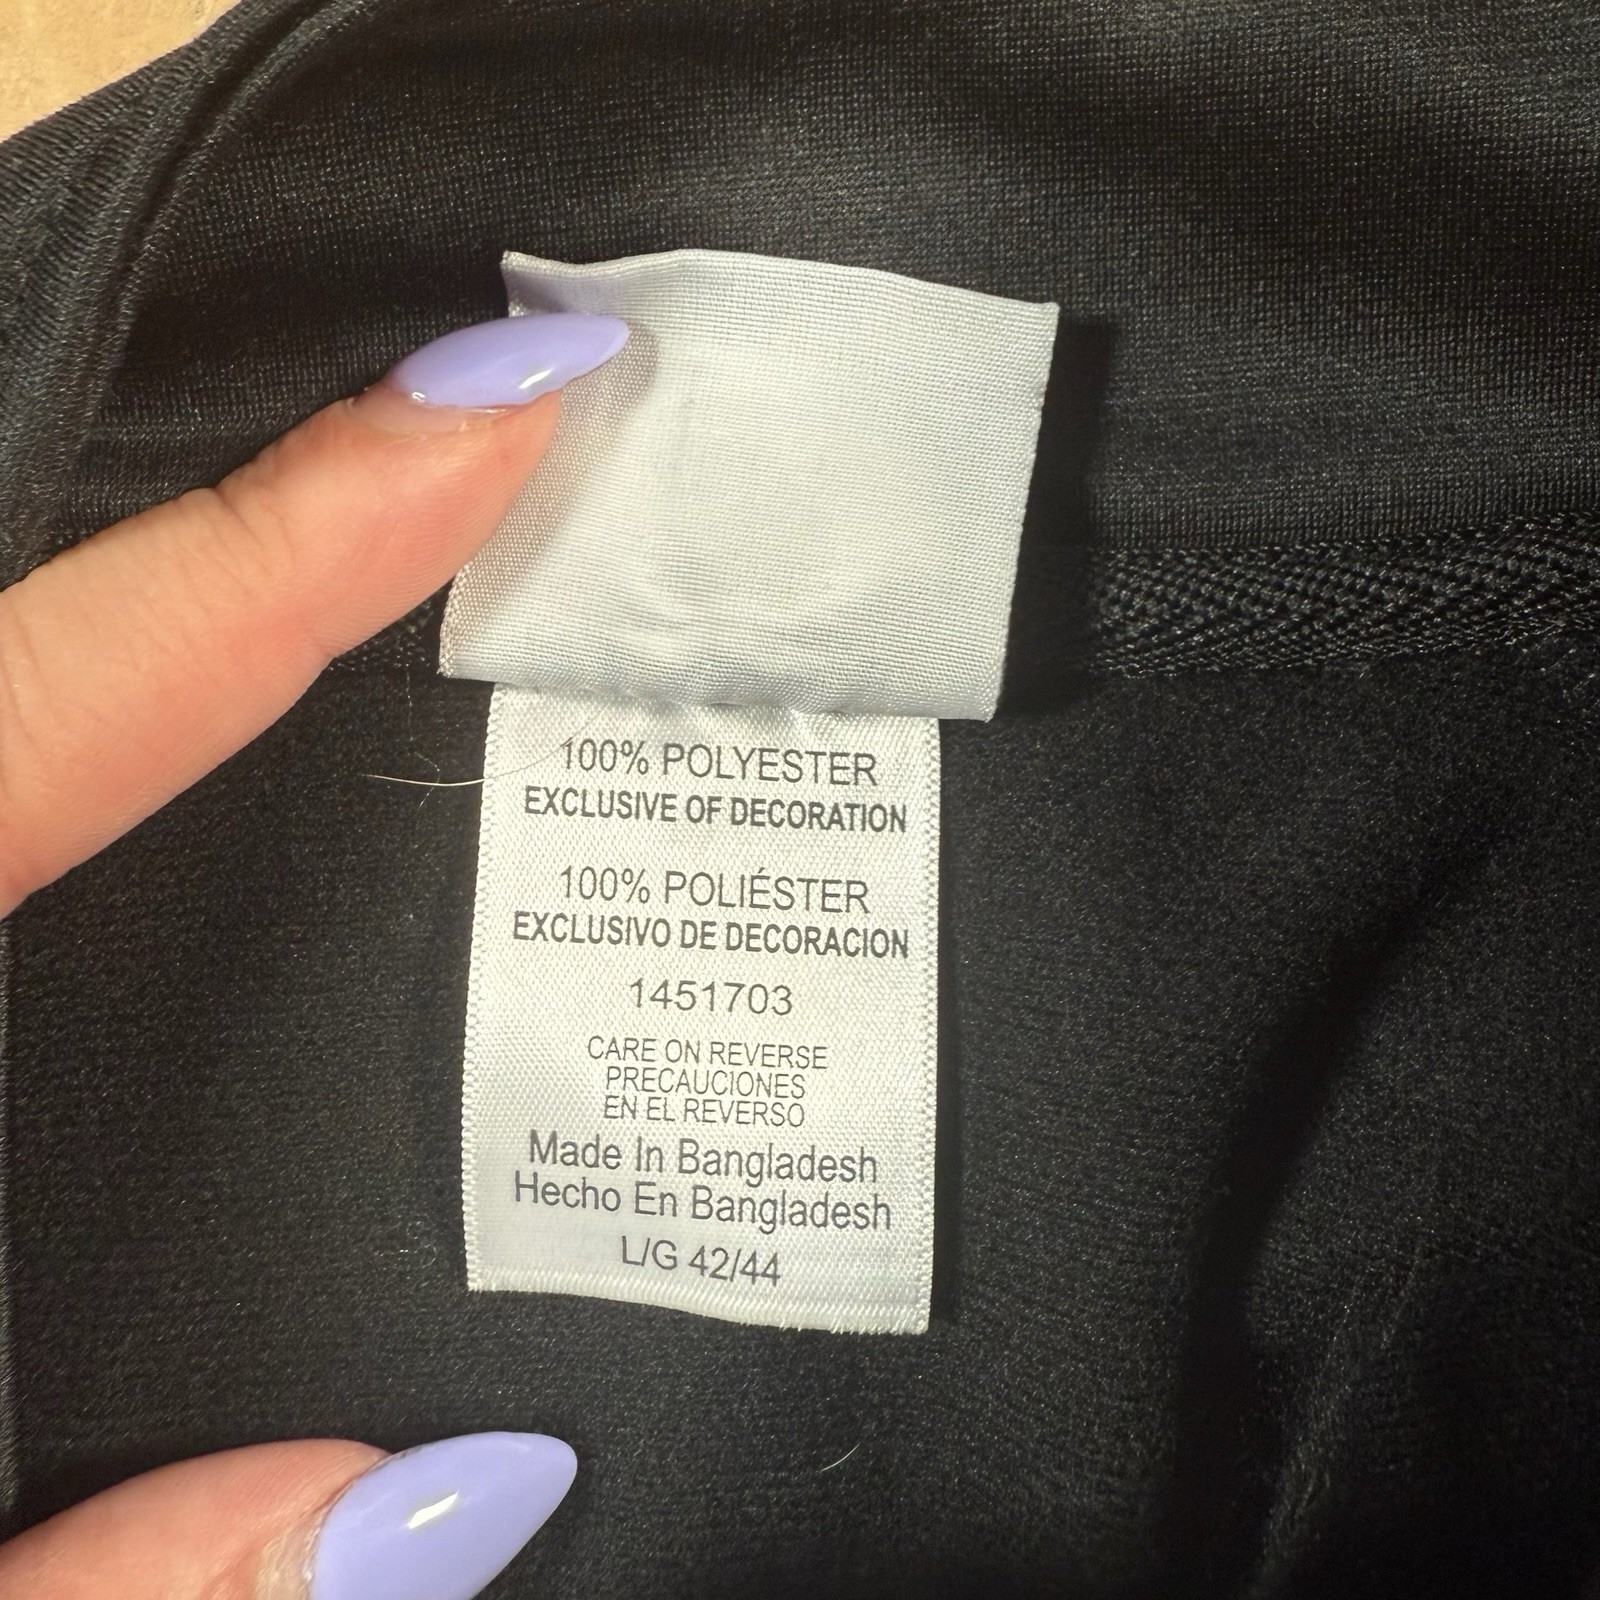 100% POLYESTER
EXCLUSIVE OF DECORATION
100% POLIÉSTER
EXCLUSIVO DE DECORACION
1451703
CARE ON REVERSE
PRECAUCIONES
EN EL REVERSO
Made In Bangladesh
Hecho En Bangladesh
L/G 42/44